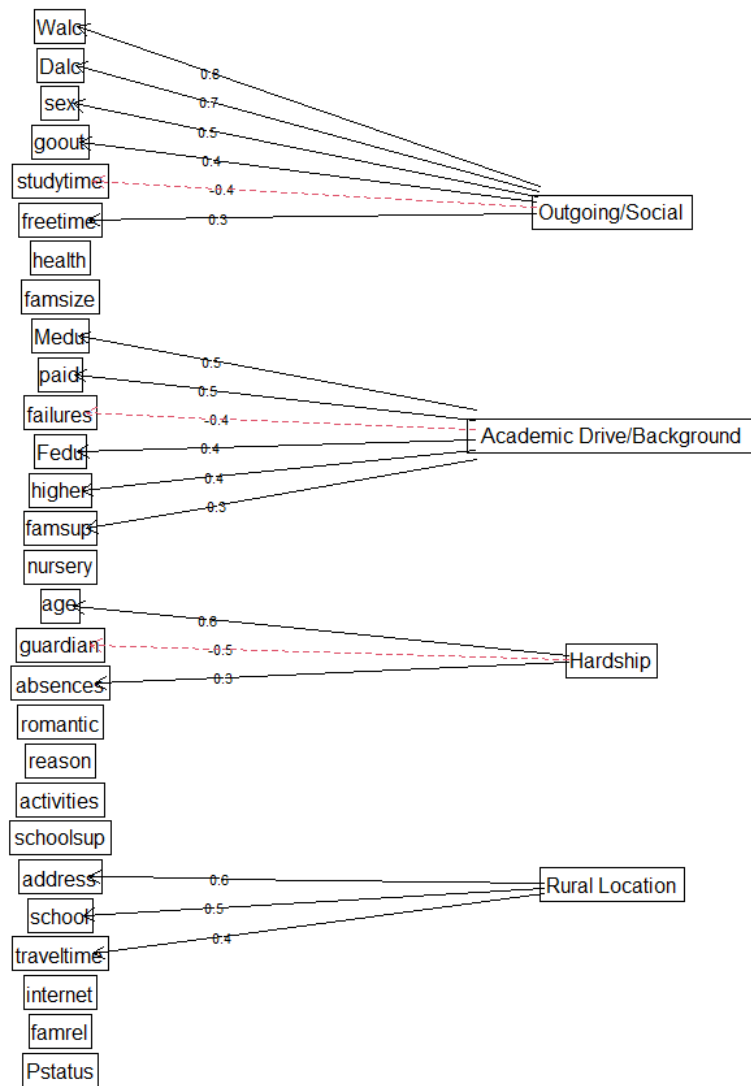 Walc
Dalc
sex
goout
studytime
freetime
health
famsize
Medu
paid
failures
Fedu
higher
famsup
nursery
age
guardian
absences
romantic
reason
activities
schoolsup
address
school
traveltime
internet
famrel
Pstatus
0.8
0.7
0.5
0.4
-0.4
0.3
0.5
0.5
-0.4
0.4
0.4
0.3
0.6
-0.5
0.3
0.6
0.5
0.4
Outgoing/Social
Academic Drive/Background
Hardship
Rural Location